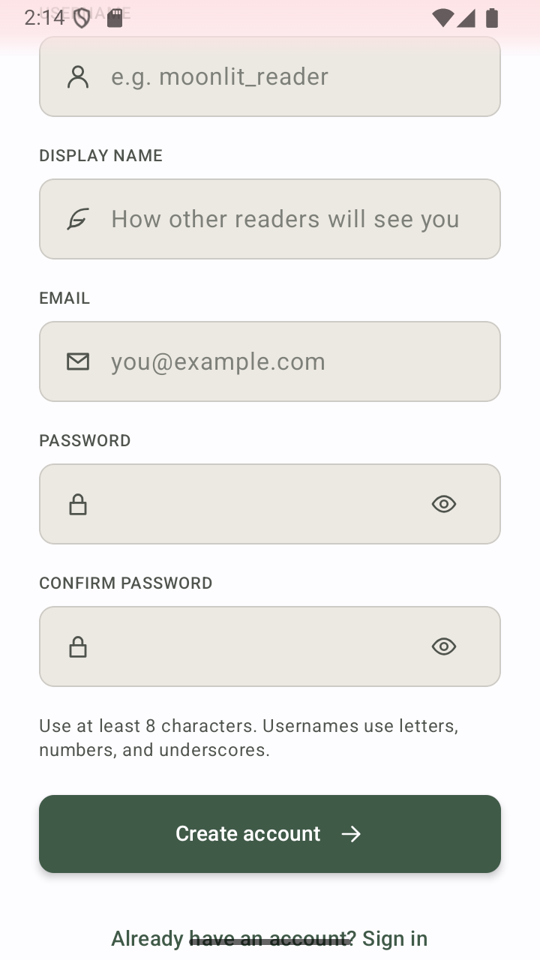 2:14
USERNAME
e.g. moonlit_reader
DISPLAY NAME
How other readers will see you
EMAIL
you@example.com
PASSWORD
CONFIRM PASSWORD
Use at least 8 characters. Usernames use letters,
numbers, and underscores.
Create account
Already have an account? Sign in